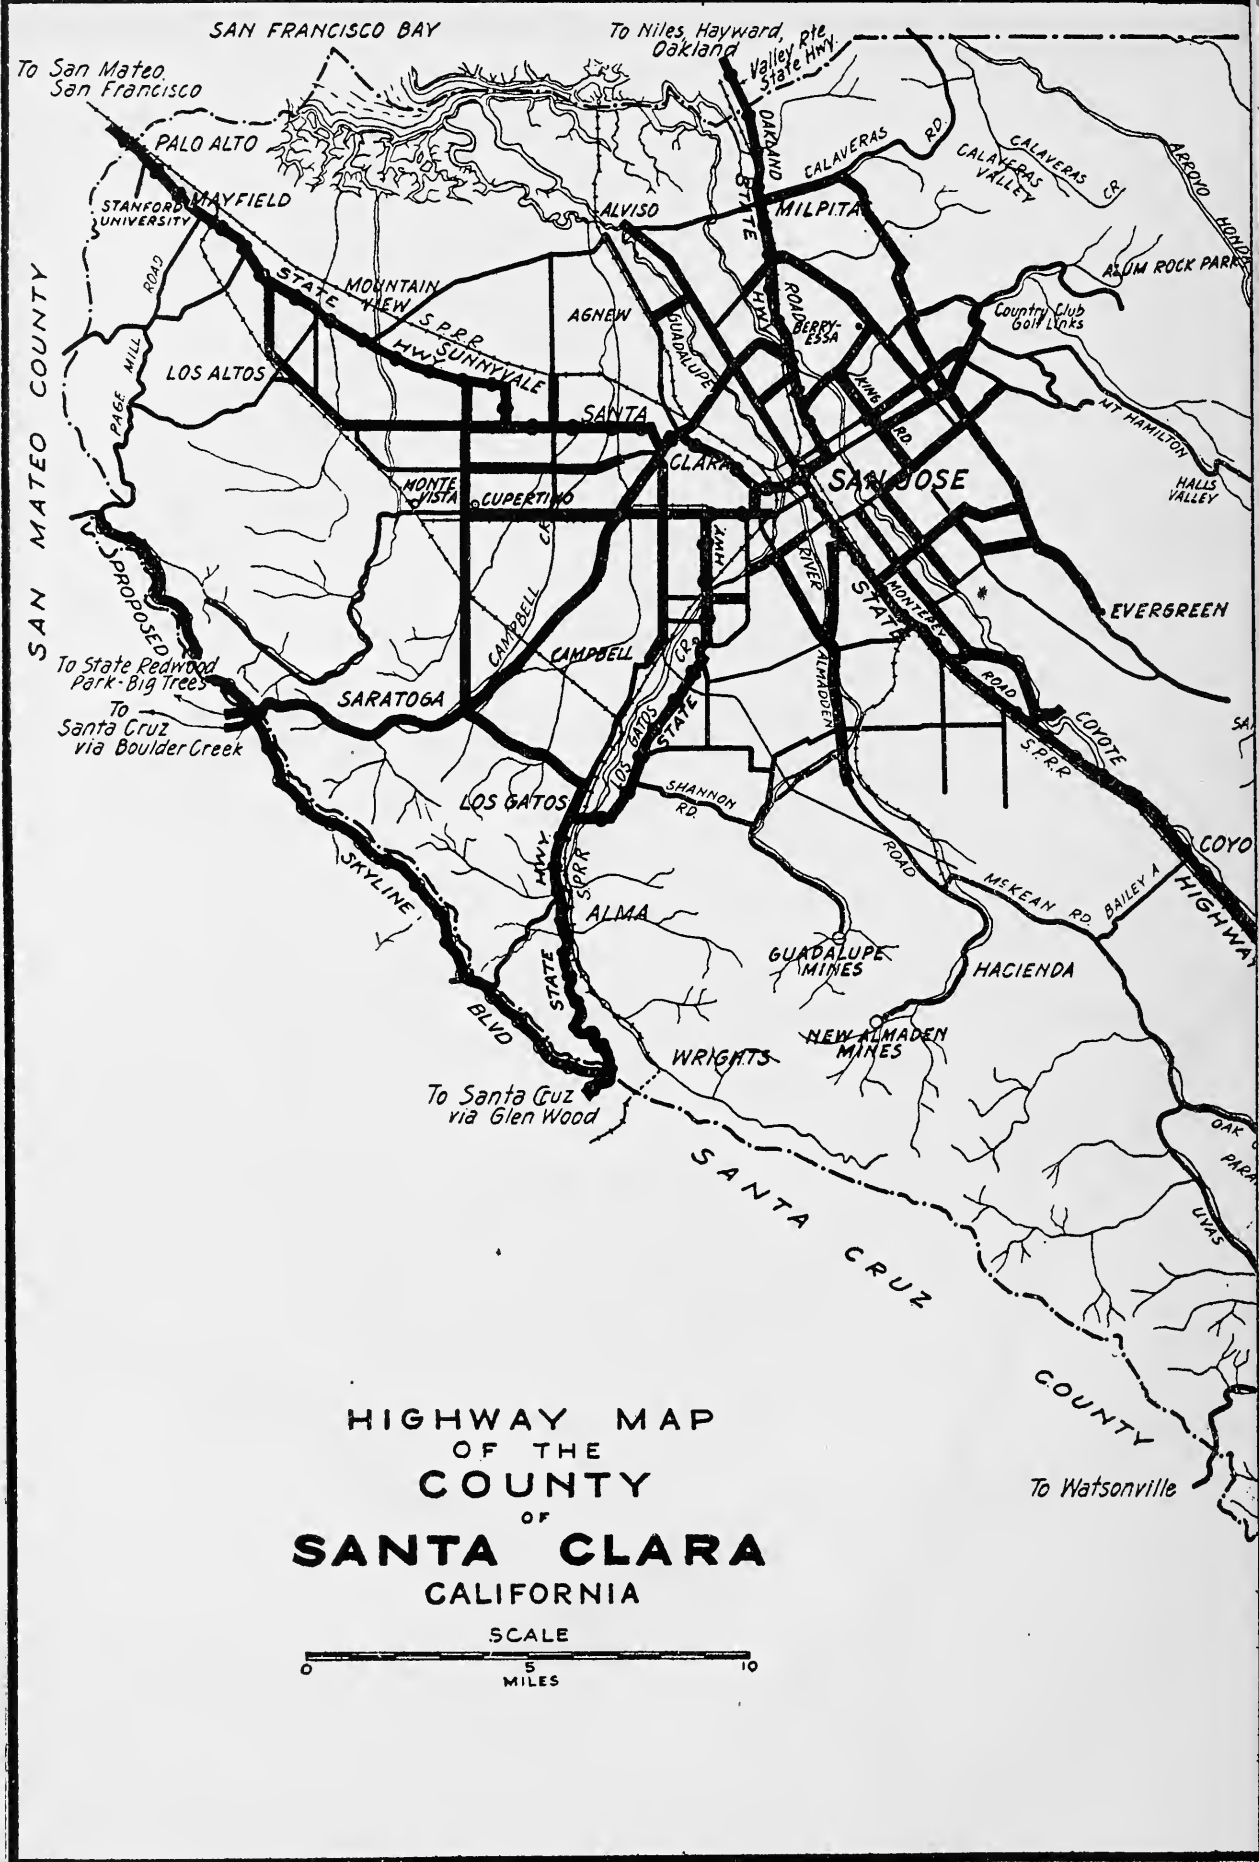 SAN FRANCISCO BAY
To Niles, Hayward,
Oakland
Valley Rte
State Hwy.
To San Mateo,
San Francisco
PALO ALTO
STANFORD
UNIVERSITY
MAYFIELD
OAKLAND
STATE
HWY
ROAD
CALAVERAS RD.
CALAVERAS
VALLEY
CALAVERAS CR.
ARROYO HONDO
MILPITAS
ALVISO
ALUM ROCK PARK
Country Club
Golf Links
SAN MATEO COUNTY
PAGE MILL ROAD
STATE HWY.
MOUNTAIN
VIEW
S.P.R.R.
SUNNYVALE
AGNEW
GUADALUPE
RIVER
BERRY-
ESSA
KING RD.
LOS ALTOS
MT HAMILTON
HALLS
VALLEY
SANTA
CLARA
SAN JOSE
MONTE
VISTA
CUPERTINO
HWY.
CAMPBELL CR.
CAMPBELL
STATE
MONTEREY
ROAD
EVERGREEN
PROPOSED
To State Redwood
Park-Big Trees
To
Santa Cruz
via Boulder Creek
SARATOGA
LOS GATOS CR.
STATE
ALMADEN
ROAD
COYOTE
S.P.R.R.
SHANNON
RD.
LOS GATOS
COYO
HIGHWAY
SKYLINE
BLVD
HWY.
STATE
S.P.R.R.
ALMA
McKEAN RD.
BAILEY A
GUADALUPE
MINES
HACIENDA
NEW ALMADEN
MINES
WRIGHTS
To Santa Cruz
via Glen Wood
OAK
PARA
UVAS
SANTA CRUZ COUNTY
To Watsonville
HIGHWAY MAP
OF THE
COUNTY
OF
SANTA CLARA
CALIFORNIA
SCALE
0 5 10
MILES